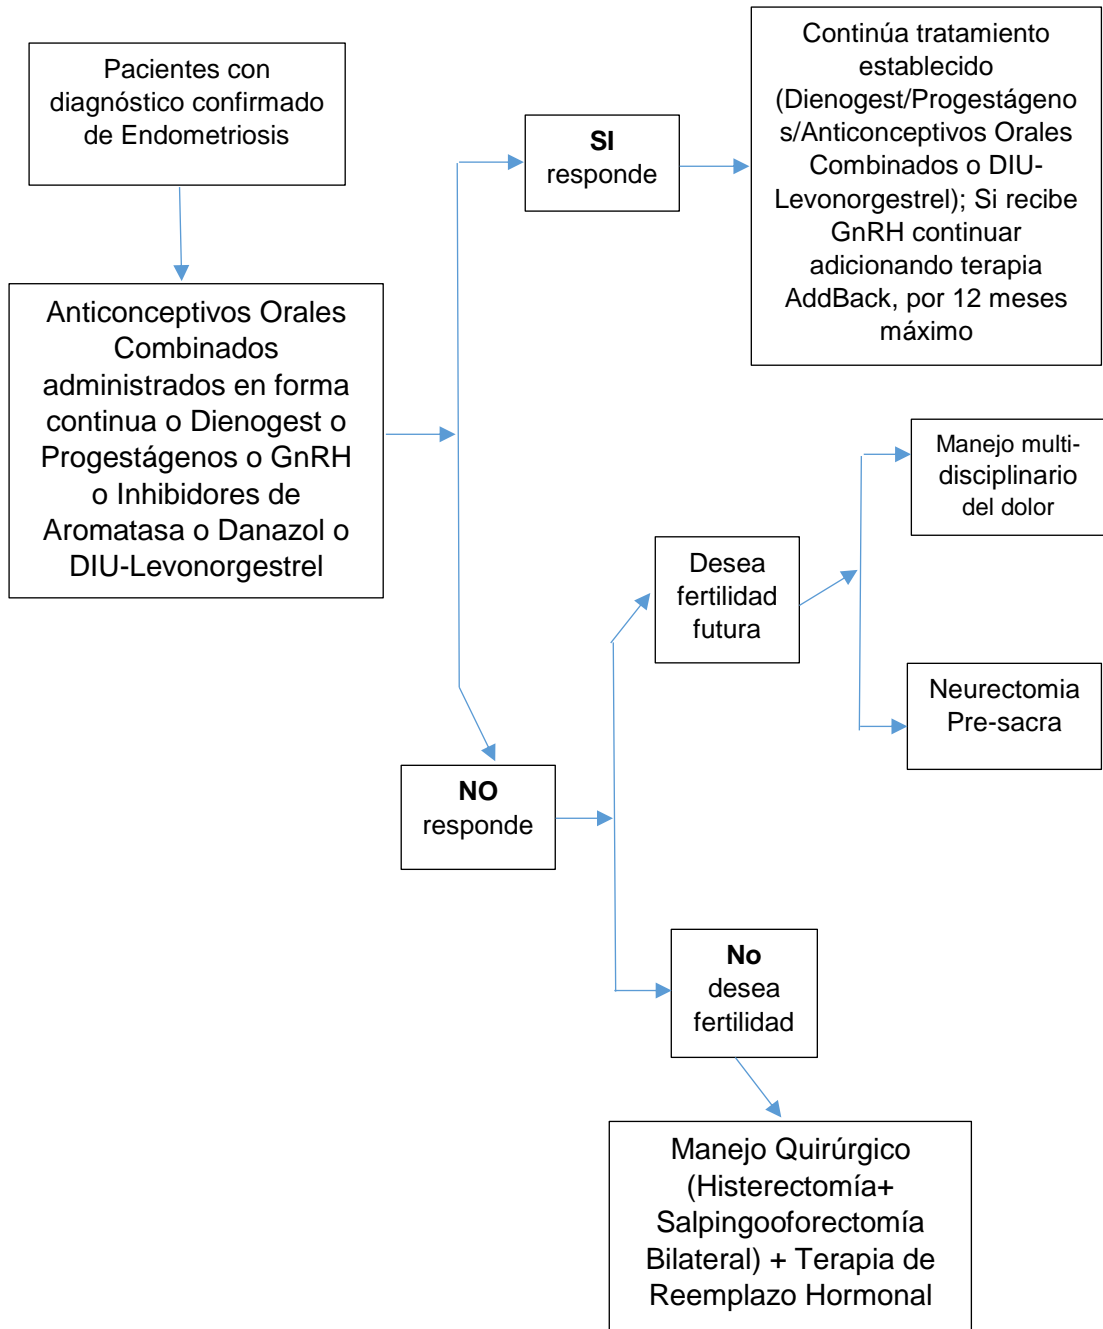 Pacientes con
diagnóstico confirmado
de Endometriosis
Anticonceptivos Orales
Combinados
administrados en forma
continua o Dienogest o
Progestágenos o GnRH
o Inhibidores de
Aromatasa o Danazol o
DIU-Levonorgestrel
SI
responde
Continúa tratamiento
establecido
(Dienogest/Progestágeno
s/Anticonceptivos Orales
Combinados o DIU-
Levonorgestrel); Si recibe
GnRH continuar
adicionando terapia
AddBack, por 12 meses
máximo
NO
responde
Desea
fertilidad
futura
Manejo multi-
disciplinario
del dolor
Neurectomia
Pre-sacra
No
desea
fertilidad
Manejo Quirúrgico
(Histerectomía+
Salpingooforectomía
Bilateral) + Terapia de
Reemplazo Hormonal